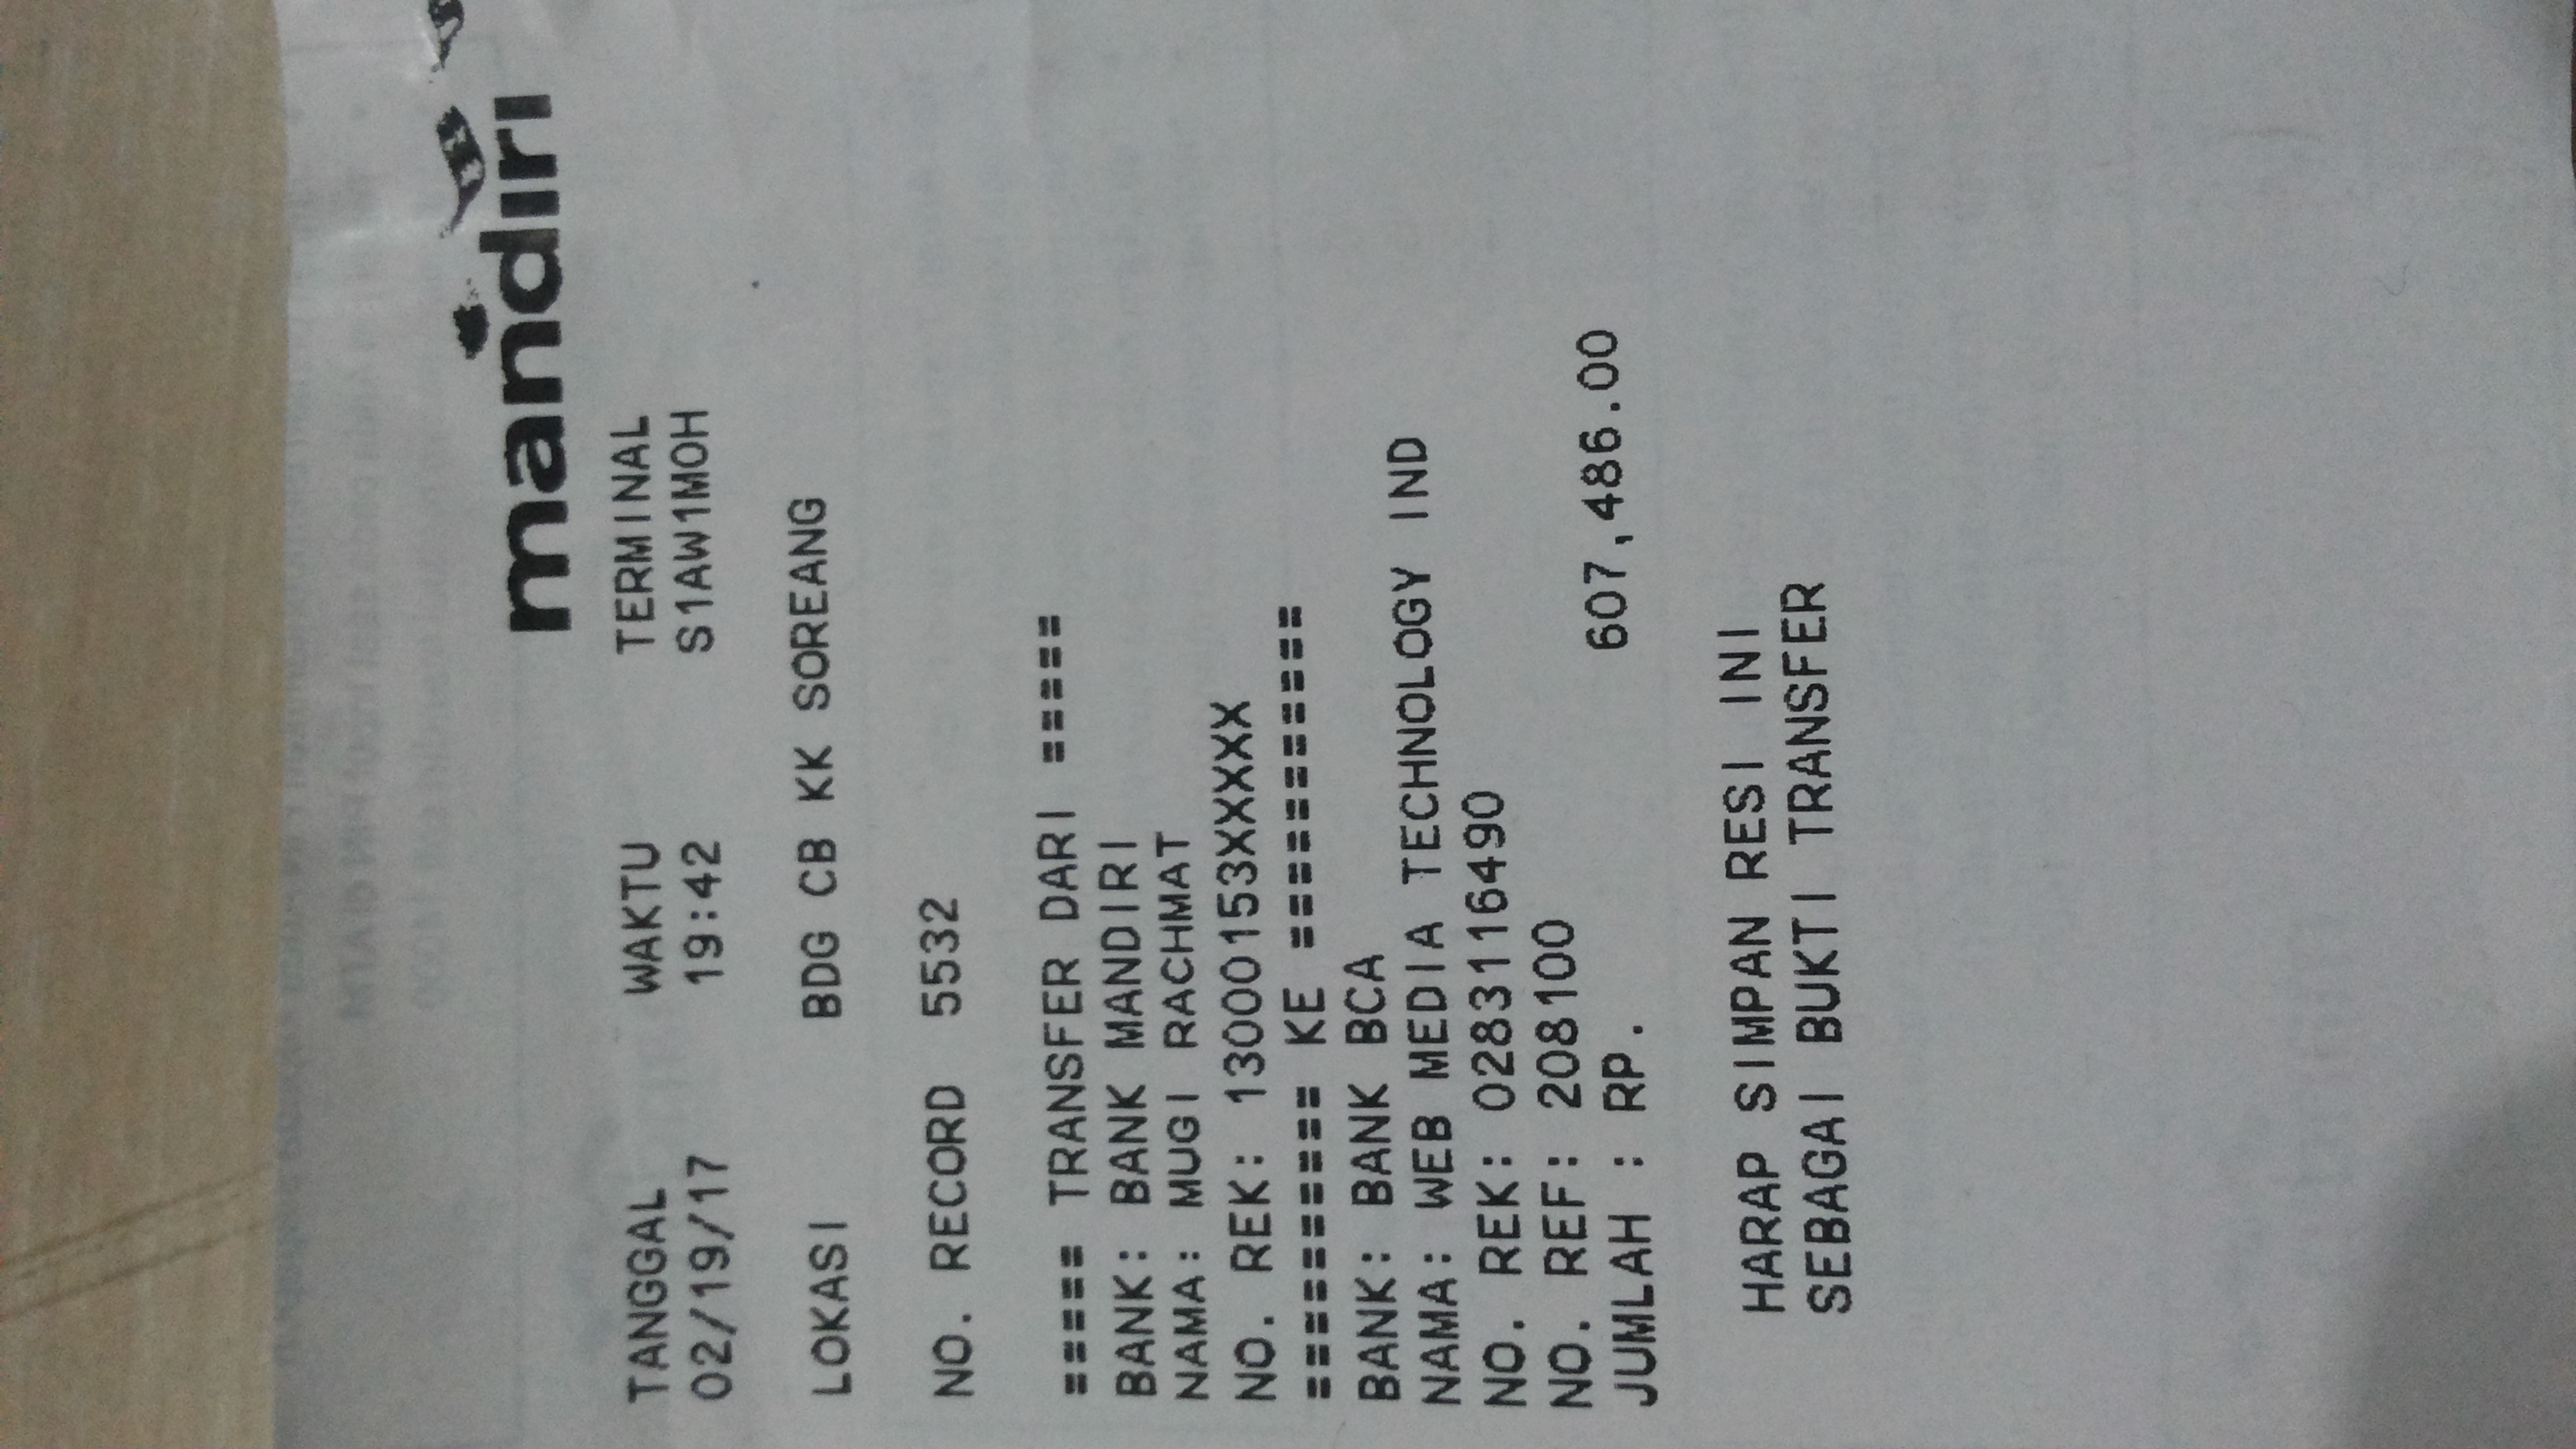 mandiri
TANGGAL WAKTU TERMINAL
02/19/17 19:42 S1AW1MOH
LOKASI BDG CB KK SOREANG
NO. RECORD 5532
===== TRANSFER DARI =====
BANK: BANK MANDIRI
NAMA: MUGI RACHMAT
NO. REK: 13000153XXXXX
========== KE ===========
BANK: BANK BCA
NAMA: WEB MEDIA TECHNOLOGY IND
NO. REK: 0283116490
NO. REF: 208100
JUMLAH : RP. 607,486.00
HARAP SIMPAN RESI INI
SEBAGAI BUKTI TRANSFER